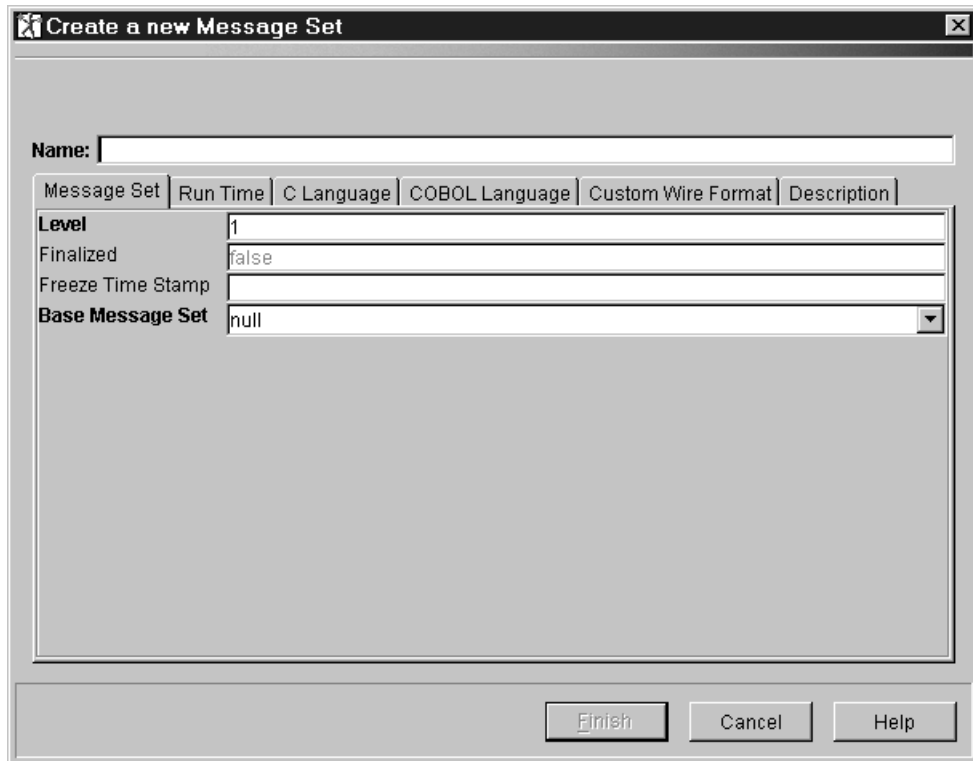 Create a new Message Set
Name:
Message Set Run Time C Language COBOL Language Custom Wire Format Description
Level 1
Finalized false
Freeze Time Stamp
Base Message Set null
Finish Cancel Help